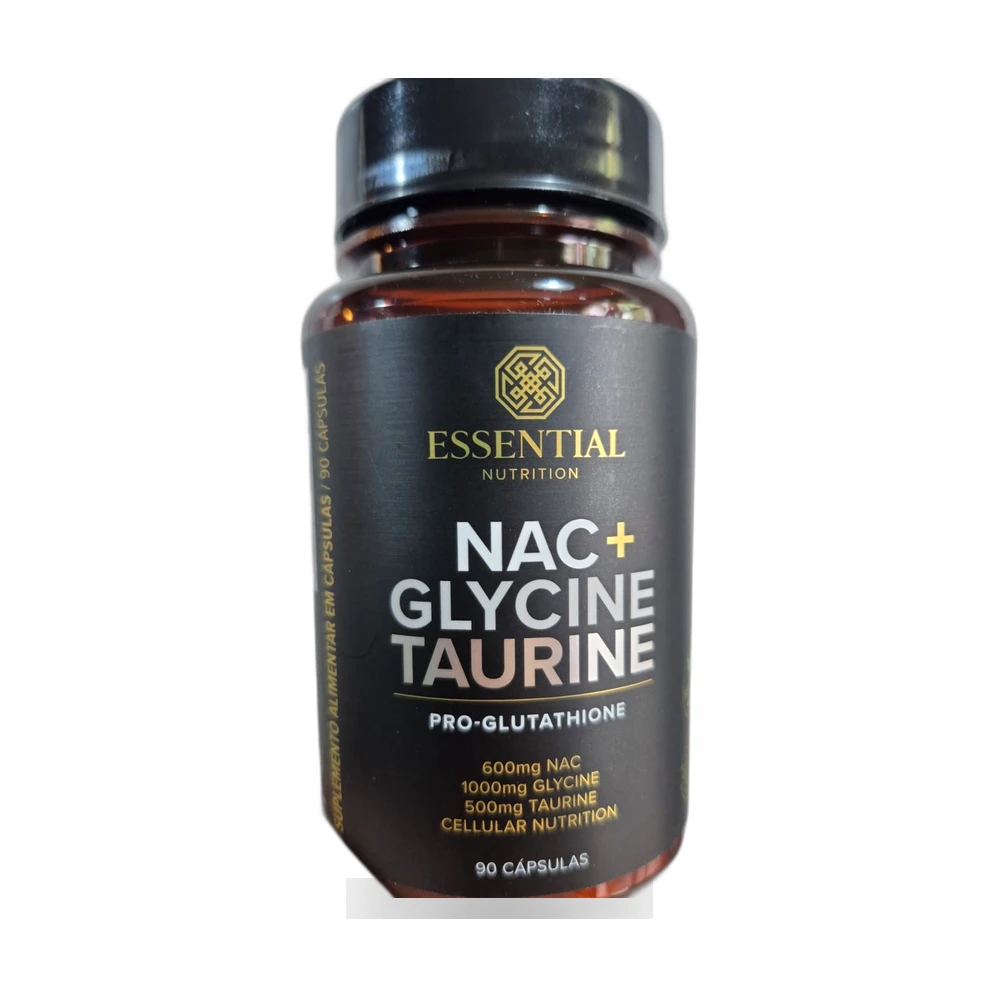 ESSENTIAL
NUTRITION
NAC+
GLYCINE
TAURINE
PRO-GLUTATHIONE
600mg NAC
1000mg GLYCINE
500mg TAURINE
CELLULAR NUTRITION
90 CÁPSULAS
SUPLEMENTO ALIMENTAR EM CÁPSULAS / 90 CÁPSULAS